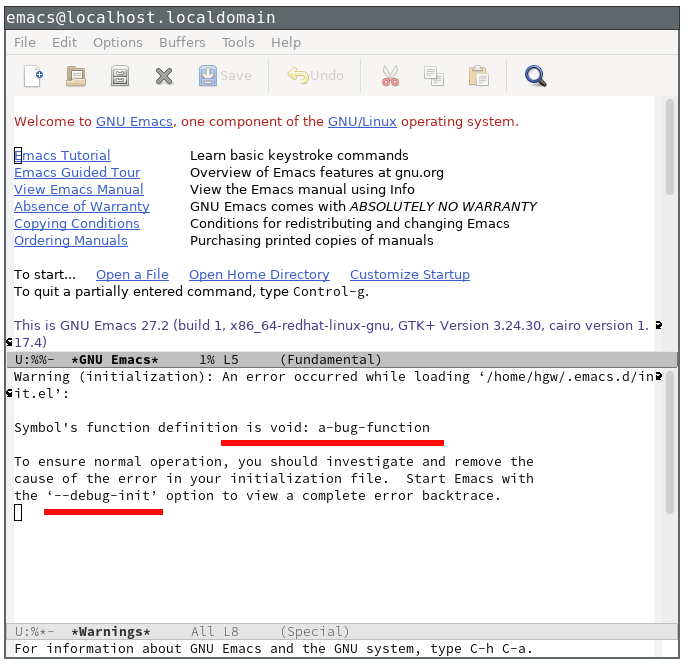 emacs@localhost.localdomain
File Edit Options Buffers Tools Help
Save Undo
Welcome to GNU Emacs, one component of the GNU/Linux operating system.
Emacs Tutorial Learn basic keystroke commands
Emacs Guided Tour Overview of Emacs features at gnu.org
View Emacs Manual View the Emacs manual using Info
Absence of Warranty GNU Emacs comes with ABSOLUTELY NO WARRANTY
Copying Conditions Conditions for redistributing and changing Emacs
Ordering Manuals Purchasing printed copies of manuals
To start... Open a File Open Home Directory Customize Startup
To quit a partially entered command, type Control-g.
This is GNU Emacs 27.2 (build 1, x86_64-redhat-linux-gnu, GTK+ Version 3.24.30, cairo version 1.
17.4)
U:%%- *GNU Emacs* 1% L5 (Fundamental)
Warning (initialization): An error occurred while loading ‘/home/hgw/.emacs.d/in
it.el’:
Symbol's function definition is void: a-bug-function
To ensure normal operation, you should investigate and remove the
cause of the error in your initialization file. Start Emacs with
the ‘--debug-init’ option to view a complete error backtrace.
U:%*- *Warnings* All L8 (Special)
For information about GNU Emacs and the GNU system, type C-h C-a.